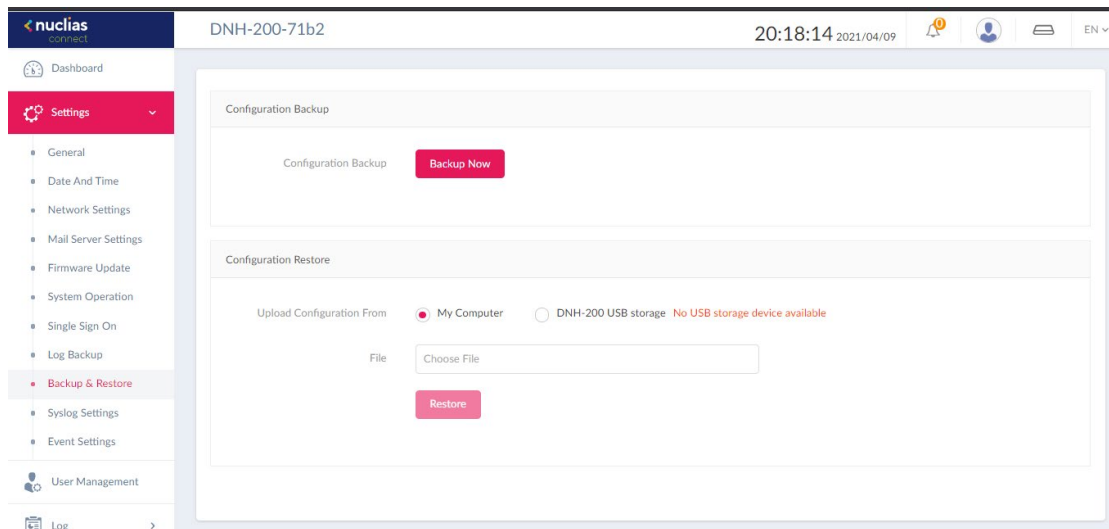 nuclias
connect
DNH-200-71b2
20:18:14 2021/04/09
0
EN
Dashboard
Settings
General
Date And Time
Network Settings
Mail Server Settings
Firmware Update
System Operation
Single Sign On
Log Backup
Backup & Restore
Syslog Settings
Event Settings
User Management
Log
Configuration Backup
Configuration Backup
Backup Now
Configuration Restore
Upload Configuration From
My Computer
DNH-200 USB storage No USB storage device available
File
Choose File
Restore